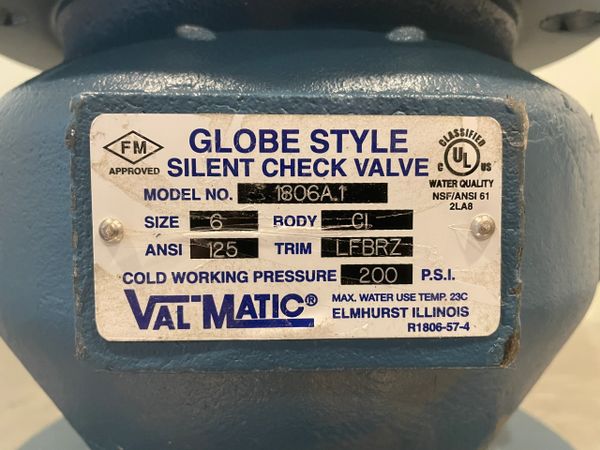 FM
APPROVED
GLOBE STYLE
SILENT CHECK VALVE
CLASSIFIED
C UL US
WATER QUALITY
NSF/ANSI 61
2LA8
MODEL NO. 1806A.1
SIZE 6 BODY CI
ANSI 125 TRIM LFBRZ
COLD WORKING PRESSURE 200 P.S.I.
VAL MATIC®
MAX. WATER USE TEMP. 23C
ELMHURST ILLINOIS
R1806-57-4